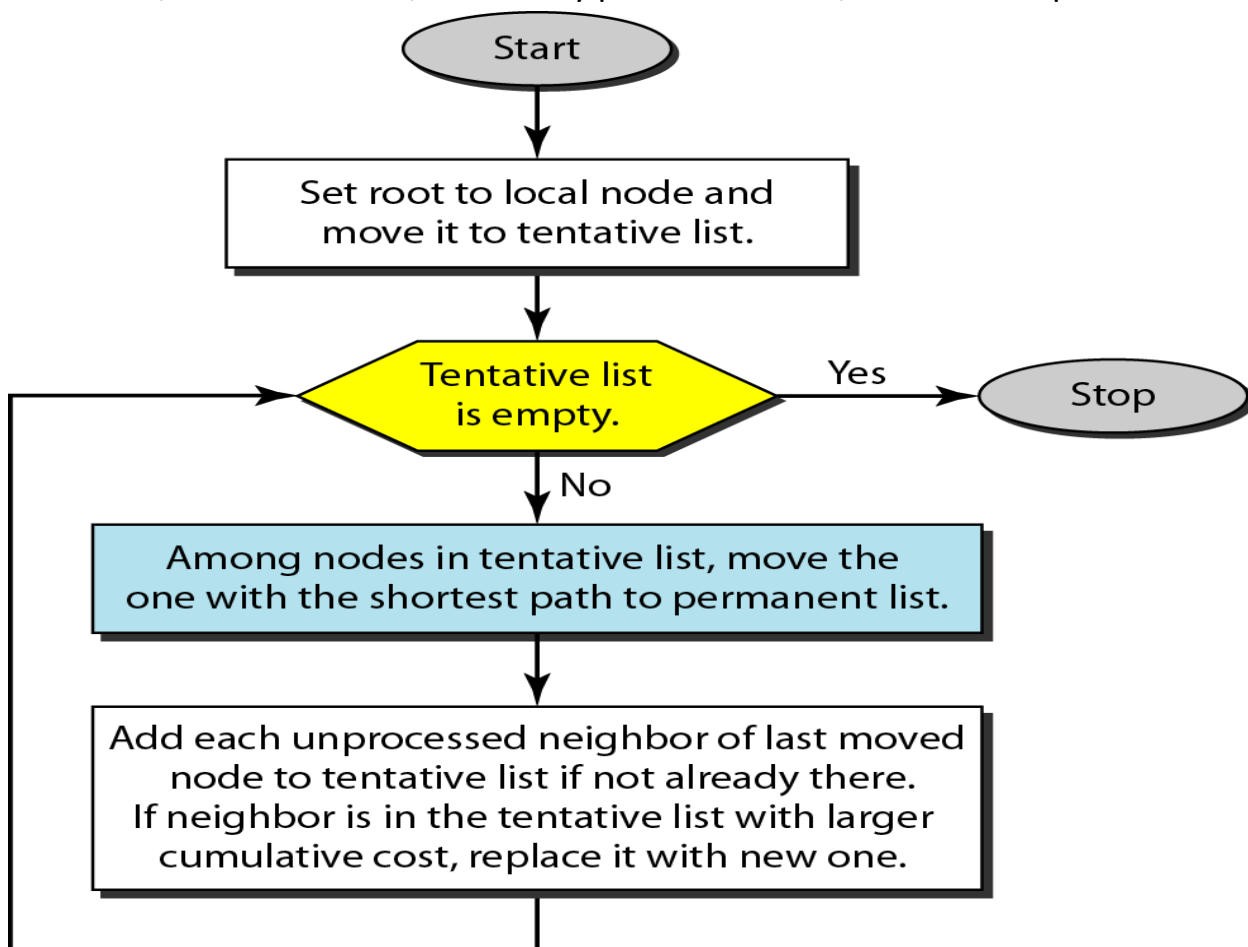 Start
Set root to local node and
move it to tentative list.
Tentative list
is empty.
Yes
Stop
No
Among nodes in tentative list, move the
one with the shortest path to permanent list.
Add each unprocessed neighbor of last moved
node to tentative list if not already there.
If neighbor is in the tentative list with larger
cumulative cost, replace it with new one.